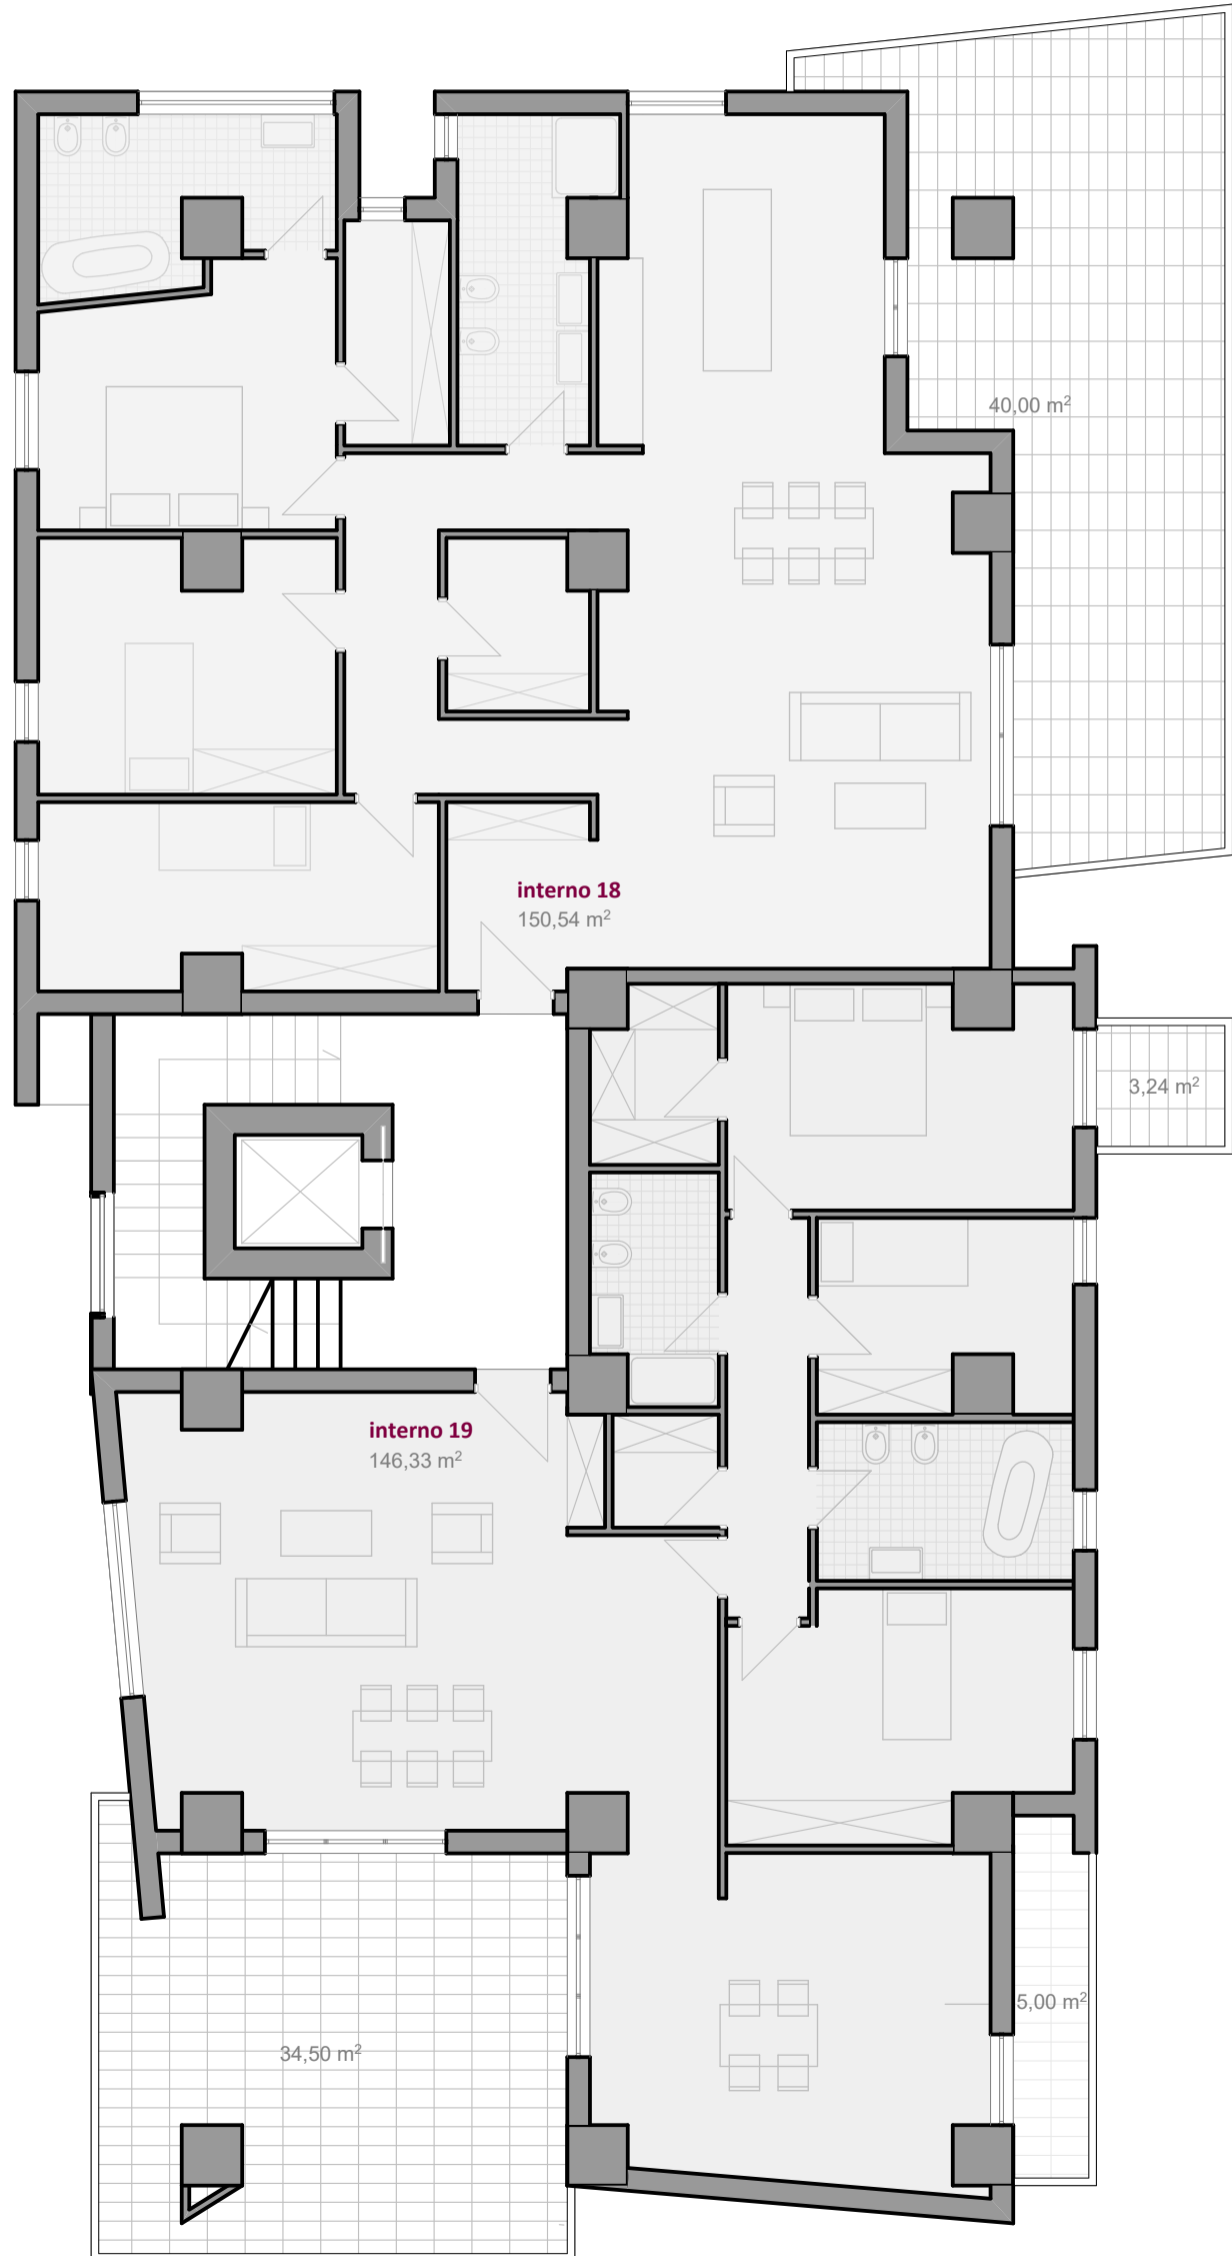 40,00 m²
interno 18
150,54 m²
3,24 m²
interno 19
146,33 m²
5,00 m²
34,50 m²